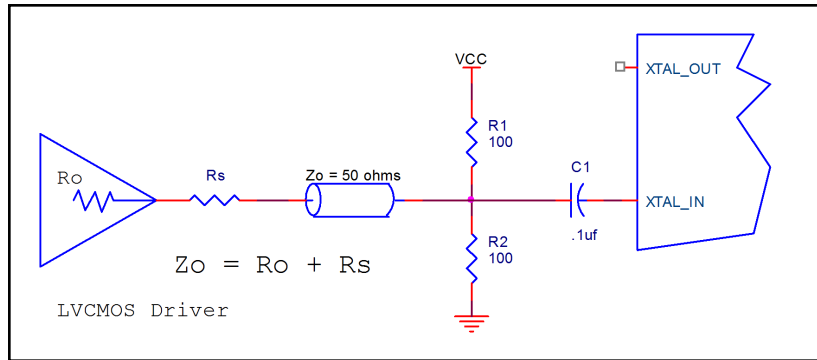 VCC
XTAL_OUT
R1
100
Ro
Rs
Zo = 50 ohms
C1
XTAL_IN
.1uf
R2
100
Zo = Ro + Rs
LVCMOS Driver